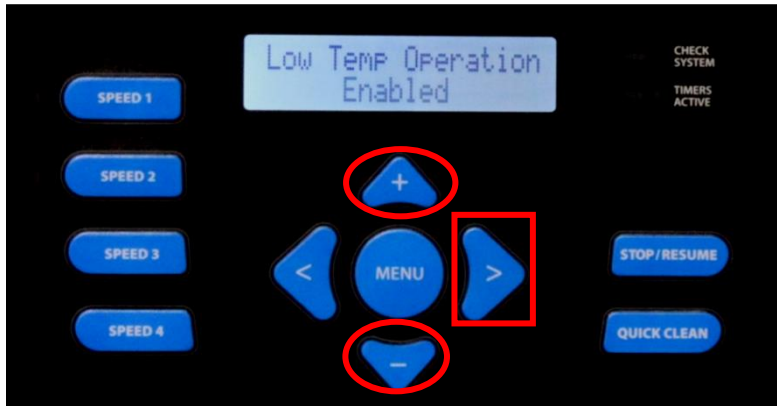 Low Temp Operation
Enabled
CHECK
SYSTEM
TIMERS
ACTIVE
SPEED 1
SPEED 2
SPEED 3
SPEED 4
+
<
MENU
>
-
STOP/RESUME
QUICK CLEAN